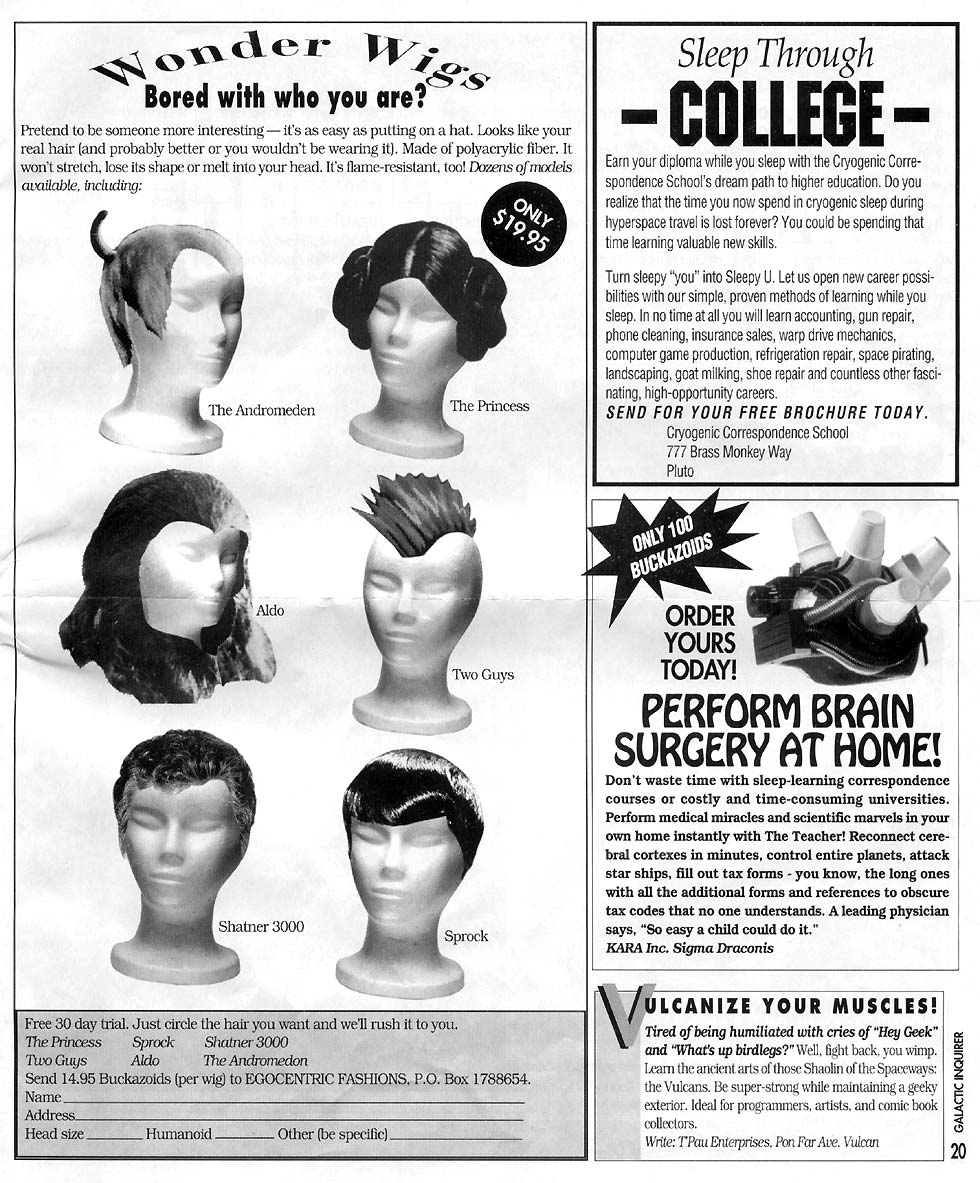 Wonder Wigs
Bored with who you are?
Pretend to be someone more interesting — it's as easy as putting on a hat. Looks like your
real hair (and probably better or you wouldn't be wearing it). Made of polyacrylic fiber. It
won't stretch, lose its shape or melt into your head. It's flame-resistant, too! Dozens of models
available, including:
ONLY
$19.95
The Andromeden
The Princess
Aldo
Two Guys
Shatner 3000
Sprock
Free 30 day trial. Just circle the hair you want and we'll rush it to you.
The Princess Sprock Shatner 3000
Two Guys Aldo The Andromedon
Send 14.95 Buckazoids (per wig) to EGOCENTRIC FASHIONS, P.O. Box 1788654.
Name
Address
Head size Humanoid Other (be specific)
Sleep Through
– COLLEGE –
Earn your diploma while you sleep with the Cryogenic Corre-
spondence School's dream path to higher education. Do you
realize that the time you now spend in cryogenic sleep during
hyperspace travel is lost forever? You could be spending that
time learning valuable new skills.
Turn sleepy "you" into Sleepy U. Let us open new career possi-
bilities with our simple, proven methods of learning while you
sleep. In no time at all you will learn accounting, gun repair,
phone cleaning, insurance sales, warp drive mechanics,
computer game production, refrigeration repair, space pirating,
landscaping, goat milking, shoe repair and countless other fasci-
nating, high-opportunity careers.
SEND FOR YOUR FREE BROCHURE TODAY.
Cryogenic Correspondence School
777 Brass Monkey Way
Pluto
ONLY 100
BUCKAZOIDS
ORDER
YOURS
TODAY!
PERFORM BRAIN
SURGERY AT HOME!
Don't waste time with sleep-learning correspondence
courses or costly and time-consuming universities.
Perform medical miracles and scientific marvels in your
own home instantly with The Teacher! Reconnect cere-
bral cortexes in minutes, control entire planets, attack
star ships, fill out tax forms - you know, the long ones
with all the additional forms and references to obscure
tax codes that no one understands. A leading physician
says, "So easy a child could do it."
KARA Inc. Sigma Draconis
VULCANIZE YOUR MUSCLES!
Tired of being humiliated with cries of "Hey Geek"
and "What's up birdlegs?" Well, fight back, you wimp.
Learn the ancient arts of those Shaolin of the Spaceways:
the Vulcans. Be super-strong while maintaining a geeky
exterior. Ideal for programmers, artists, and comic book
collectors.
Write: T'Pau Enterprises, Pon Far Ave. Vulcan
GALACTIC INQUIRER
20